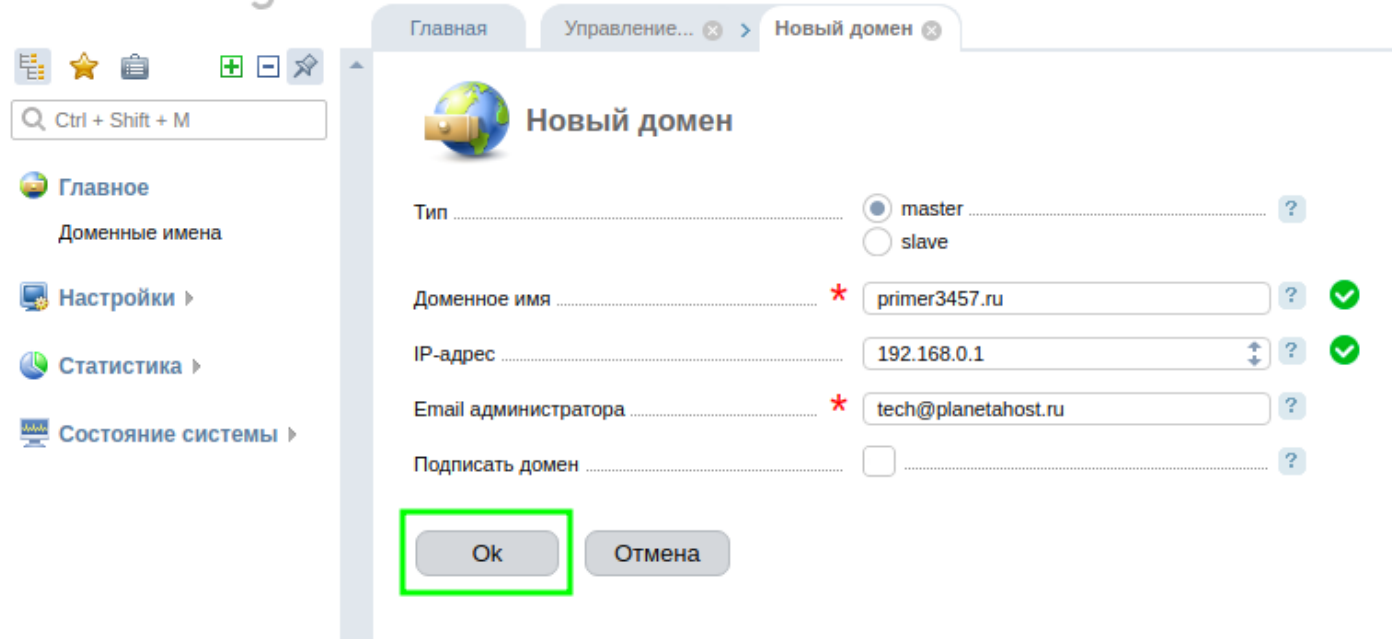 Главная
Управление...
Новый домен
Ctrl + Shift + M
Главное
Доменные имена
Настройки
Статистика
Состояние системы
Новый домен
Тип
master ?
slave
Доменное имя * primer3457.ru ?
IP-адрес 192.168.0.1 ?
Email администратора * tech@planetahost.ru ?
Подписать домен ?
Ok
Отмена